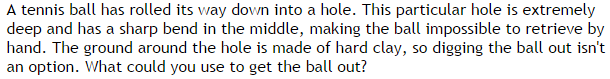 A tennis ball has rolled its way down into a hole. This particular hole is extremely
deep and has a sharp bend in the middle, making the ball impossible to retrieve by
hand. The ground around the hole is made of hard clay, so digging the ball out isn't
an option. What could you use to get the ball out?